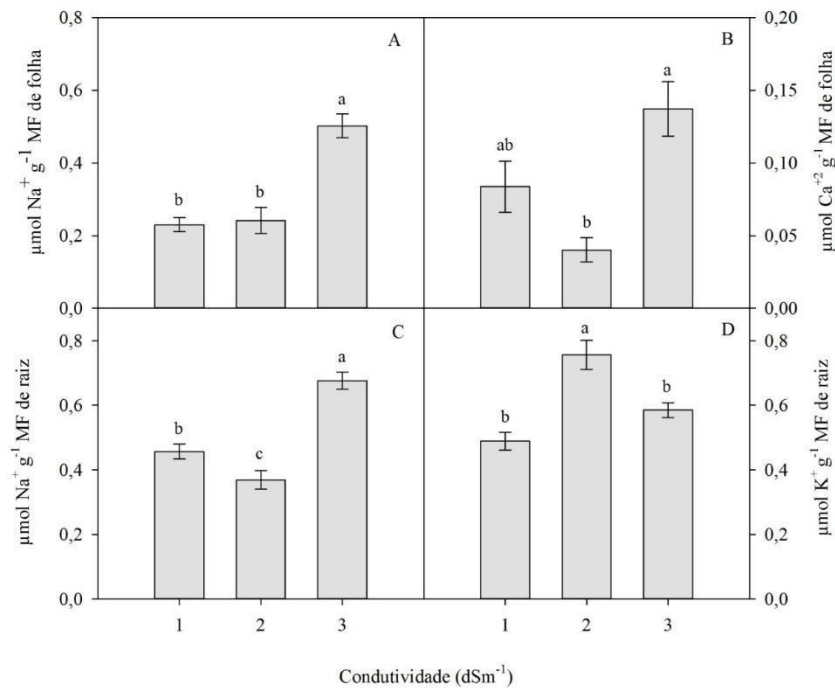 0,8
0,6
0,4
0,2
0,0
µmol Na+ g-1 MF de folha
A
b
b
a
B
ab
b
a
0,20
0,15
0,10
0,05
0,00
µmol Ca+2 g-1 MF de folha
0,8
0,6
0,4
0,2
0,0
µmol Na+ g-1 MF de raiz
C
b
c
a
1
2
3
D
b
a
b
1
2
3
0,8
0,6
0,4
0,2
0,0
µmol K+ g-1 MF de raiz
Condutividade (dSm-1)